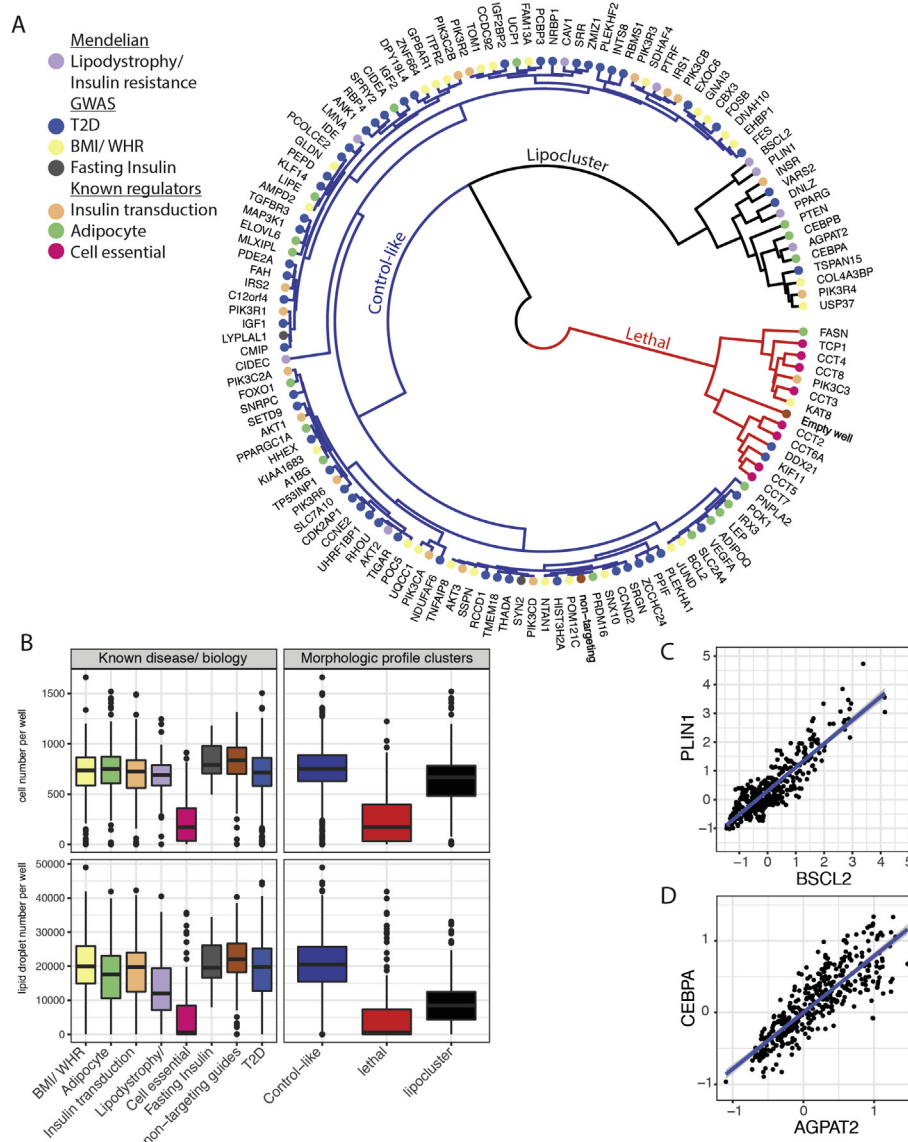 A
Mendelian
Lipodystrophy/
Insulin resistance
GWAS
T2D
BMI/ WHR
Fasting Insulin
Known regulators
Insulin transduction
Adipocyte
Cell essential
Lipocluster
Control-like
Lethal
CIDEC
CMIP
LYPLAL1
IGF1
PIK3R1
C12orf4
IRS2
FAH
PDE2A
MLXIPL
ELOVL6
MAP3K1
TGFBR3
AMPD2
LIPE
KLF14
PEPD
GLDN
PCOLCE2
IDE
LMNA
ANK1
RBP4
SPRY2
CIDEA
IGF2
ZNF664
DPY19L4
GPBAR1
ITPR2
PIK3C2B
PIK3R2
TOM1
CCDC92
IGF2BP2
UCP1
FAM13A
PCBP3
NRBP1
CAV1
SRR
ZMIZ1
PLEKHF2
INTS8
RBMS1
PIK3R3
SDHAF4
PTRF
IRS1
PIK3CB
EXOC6
GNAI3
CBX3
FOSB
DNAH10
EHBP1
FES
BSCL2
PLIN1
INSR
VARS2
DNLZ
PPARG
PTEN
CEBPB
AGPAT2
CEBPA
TSPAN15
COL4A3BP
PIK3R4
USP37
FASN
TCP1
CCT4
CCT8
PIK3C3
CCT3
KAT8
Empty well
CCT2
CCT6A
DDX21
KIF11
CCT5
CCT7
PNPLA2
PCK1
IRX3
LEP
ADIPOQ
VEGFA
SLC2A4
BCL2
JUND
PLEKHA1
PPIF
ZCCHC24
SRGN
CCND2
SNX10
PRDM16
non-targeting
POM121C
HIST3H2A
NTAN1
PIK3CD
SYN2
THADA
TMEM18
RCCD1
SSPN
AKT3
TNFAIP8
NDUFAF6
PIK3CA
UQCC1
POC5
TIGAR
AKT2
RHOU
UHRF1BP1
CCNE2
CDK2AP1
SLC7A10
PIK3R6
TP53INP1
A1BG
KIAA1683
HHEX
PPARGC1A
AKT1
SETD9
SNRPC
FOXO1
PIK3C2A
B
Known disease/ biology
Morphologic profile clusters
cell number per well
1500
1000
500
0
lipid droplet number per well
50000
40000
30000
20000
10000
0
BMI/ WHR
Adipocyte
Insulin transduction
Lipodystrophy/
Cell essential
Fasting Insulin
non−targeting guides
T2D
Control-like
lethal
lipocluster
C
PLIN1
5
4
3
2
1
0
−1
−1 0 1 2 3 4 5
BSCL2
D
CEBPA
1
0
−1
−1 0 1
AGPAT2